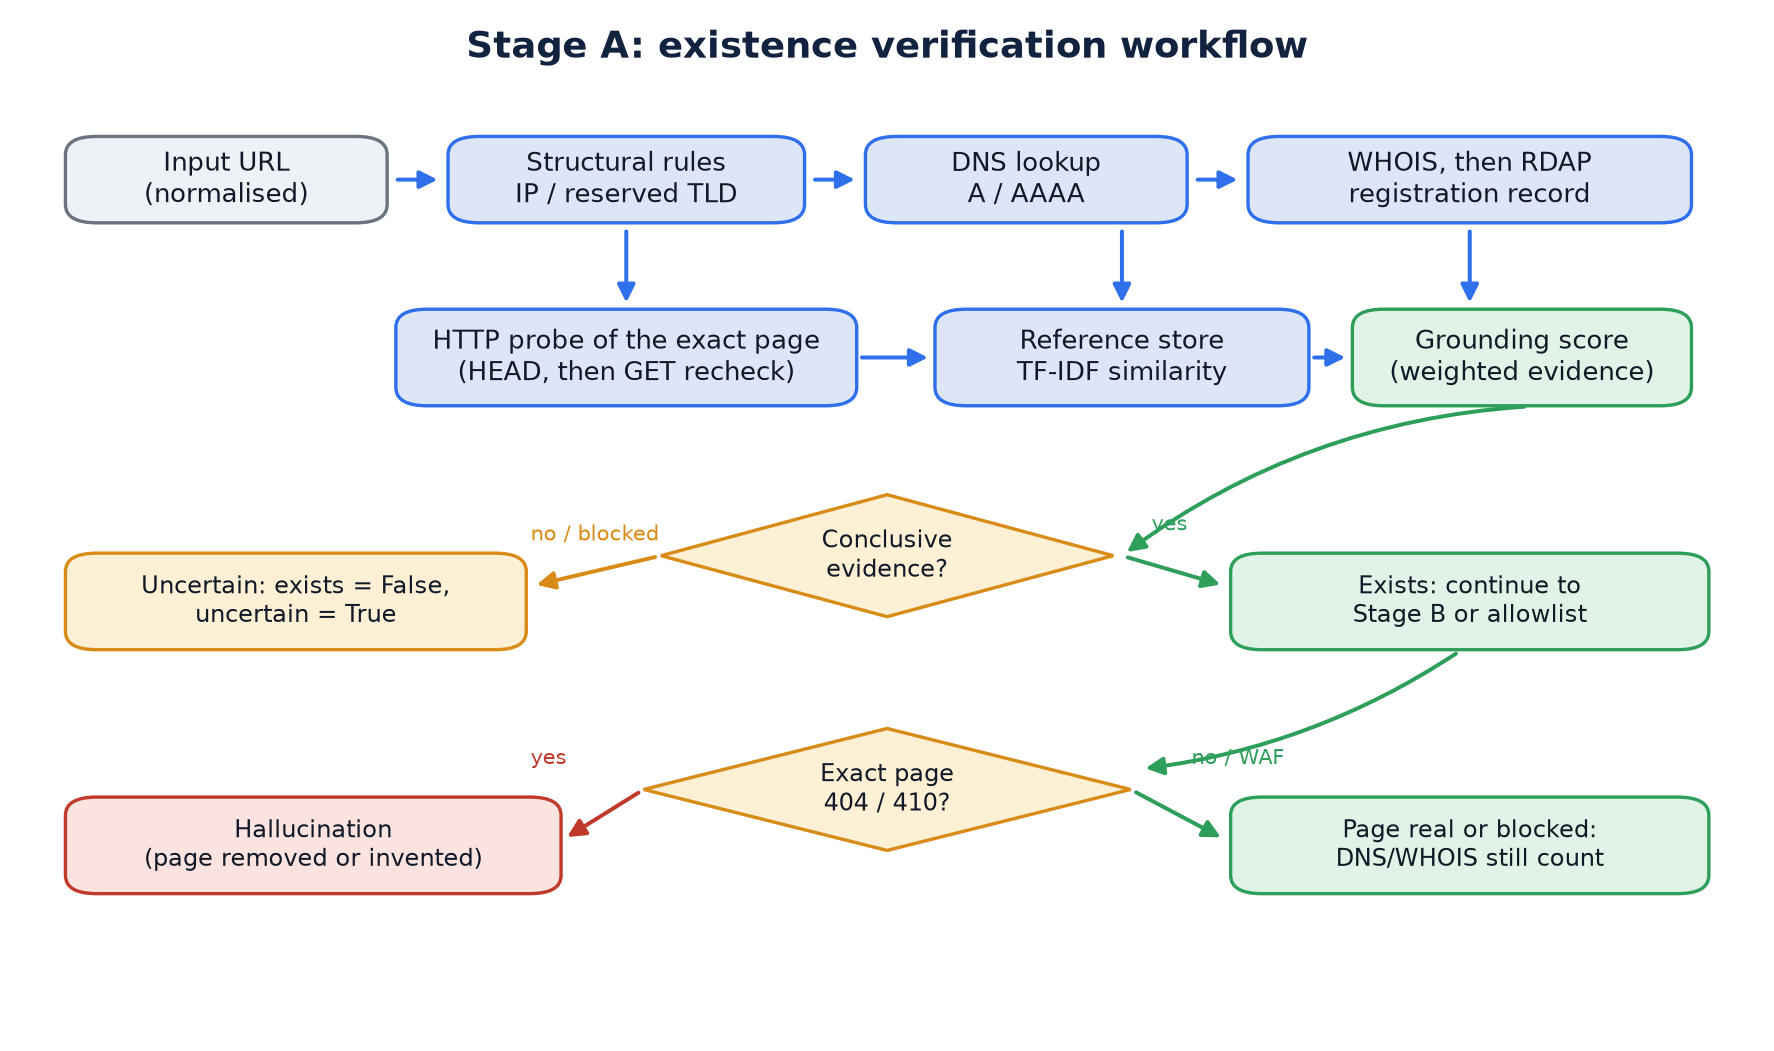 Stage A: existence verification workflow
Input URL
(normalised)
Structural rules
IP / reserved TLD
DNS lookup
A / AAAA
WHOIS, then RDAP
registration record
HTTP probe of the exact page
(HEAD, then GET recheck)
Reference store
TF-IDF similarity
Grounding score
(weighted evidence)
no / blocked
Conclusive
evidence?
yes
Uncertain: exists = False,
uncertain = True
Exists: continue to
Stage B or allowlist
yes
Exact page
404 / 410?
no / WAF
Hallucination
(page removed or invented)
Page real or blocked:
DNS/WHOIS still count